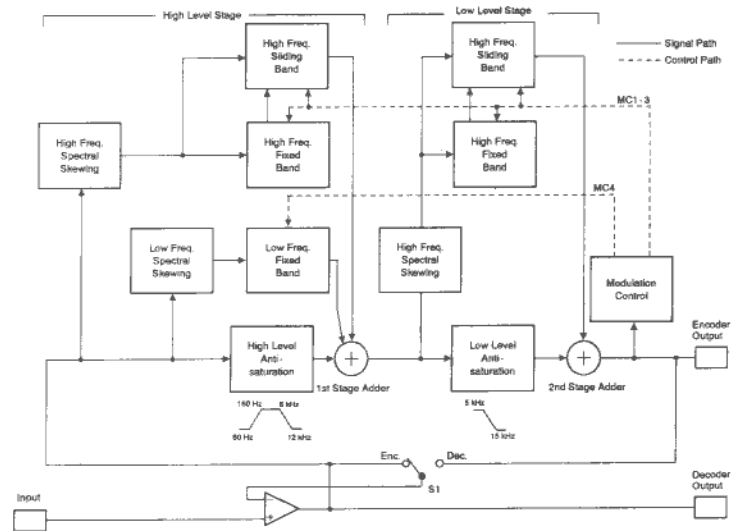 High Level Stage
Low Level Stage
High Freq.
Sliding
Band
High Freq.
Sliding
Band
Signal Path
Control Path
MC1-3
High Freq.
Spectral
Skewing
High Freq.
Fixed
Band
High Freq.
Fixed
Band
MC4
Low Freq.
Spectral
Skewing
Low Freq.
Fixed
Band
High Freq.
Spectral
Skewing
Modulation
Control
Encoder
Output
High Level
Anti-
saturation
+
1st Stage Adder
Low Level
Anti-
saturation
+
2nd Stage Adder
160 Hz
6 kHz
60 Hz
12 kHz
5 kHz
15 kHz
Enc.
Dec.
S1
Input
−
+
Decoder
Output